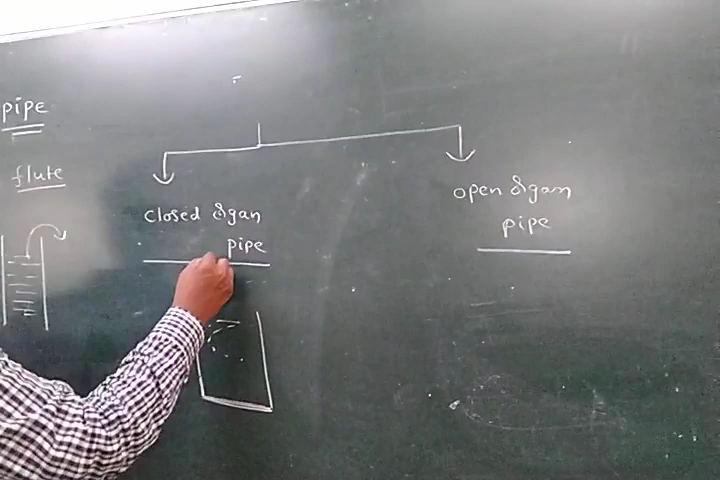 pipe
flute
closed organ
pipe
open organ
pipe